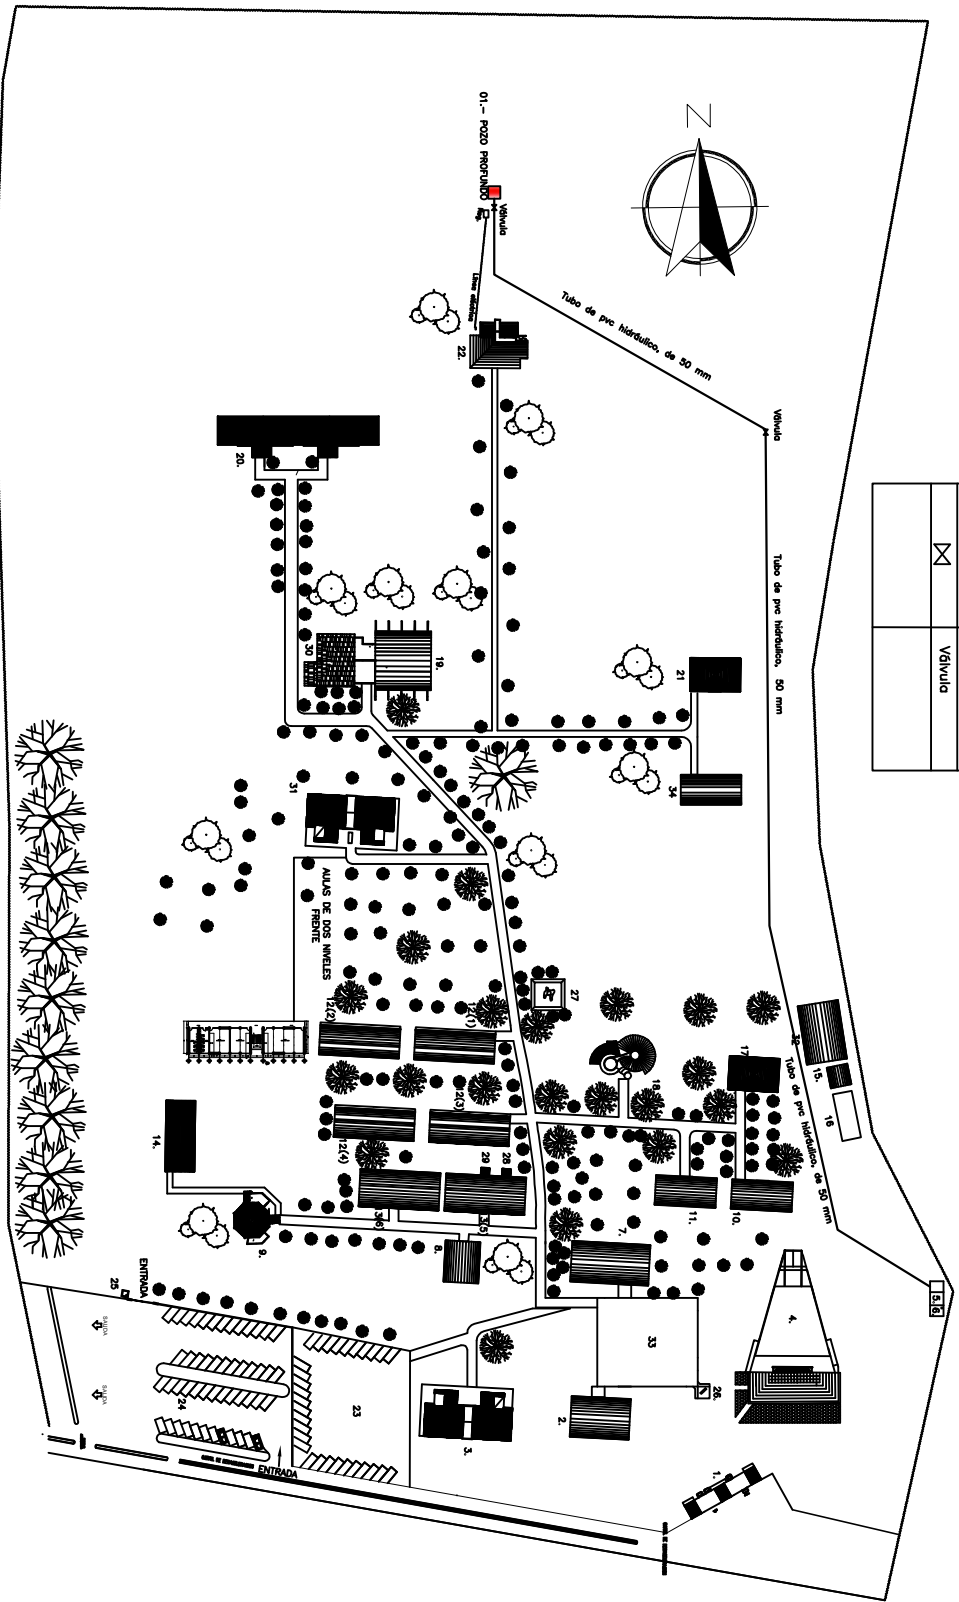 Válvula
N
01.- POZO PROFUNDO
Válvula
Línea eléctrica
Tubo de pvc hidráulico, de 50 mm
Válvula
22.
20.
Tubo de pvc hidráulico, 50 mm
19.
30
21
34
31
AULAS DE DOS NIVELES
FRENTE
27
12(2)
12(1)
32
15.
16
17
18.
Tubo de pvc hidráulico, de 50 mm
12(3)
12(4)
14.
29
28
11.
10.
7.
8.
9.
5.
6.
ENTRADA
25
SALIDA
SALIDA
4.
33
26.
2.
3.
23
24
ENTRADA
1.